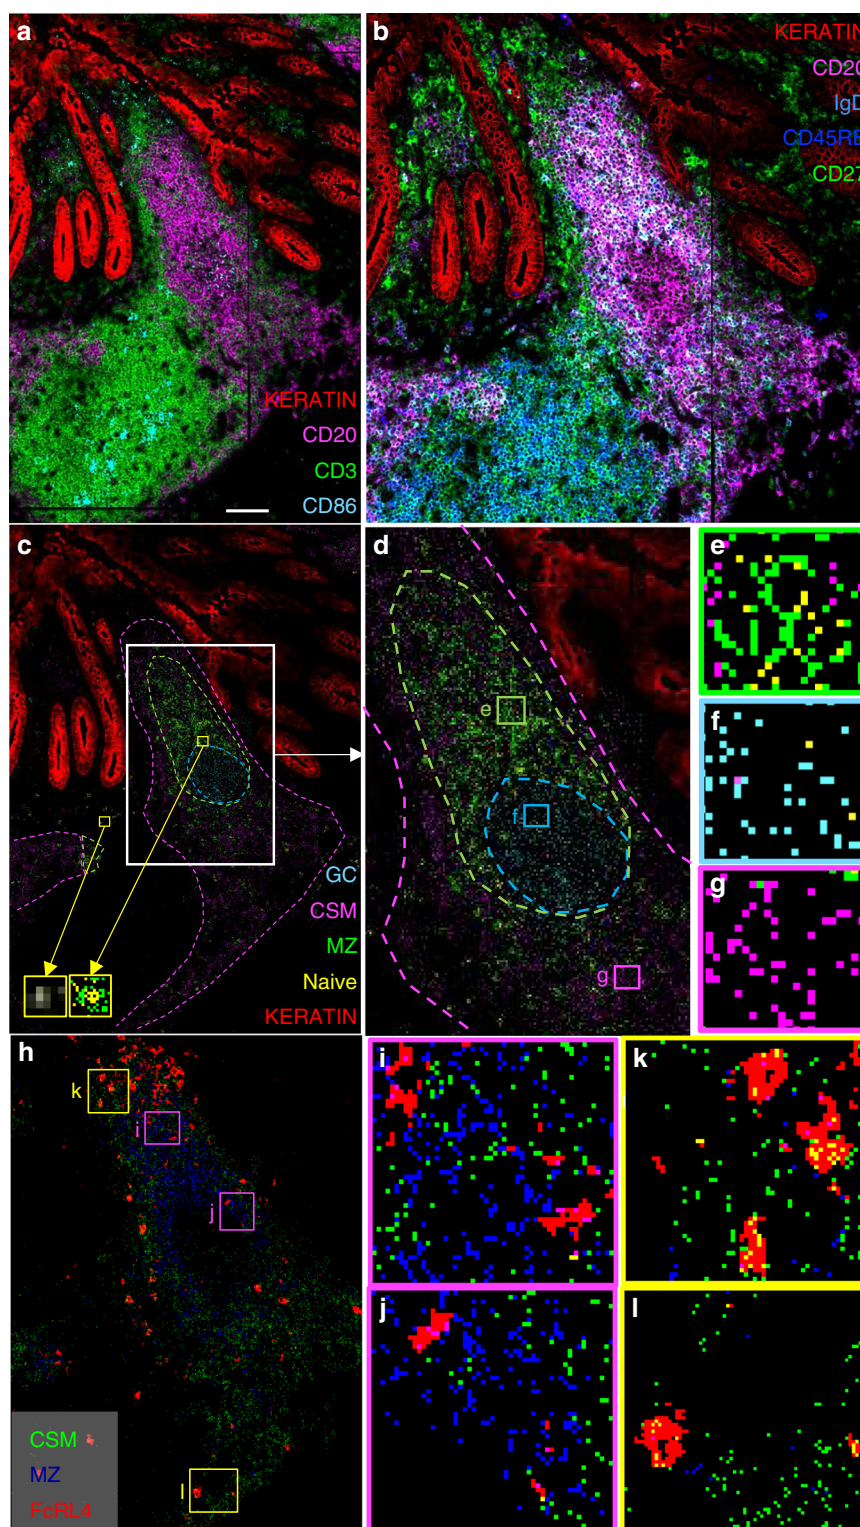 a
KERATIN
CD20
CD3
CD86
b
KERATIN
CD20
IgD
CD45RB
CD27
c
GC
CSM
MZ
Naive
KERATIN
d
e
f
g
e
f
g
h
k
i
j
l
CSM
MZ
FcRL4
i
k
j
l